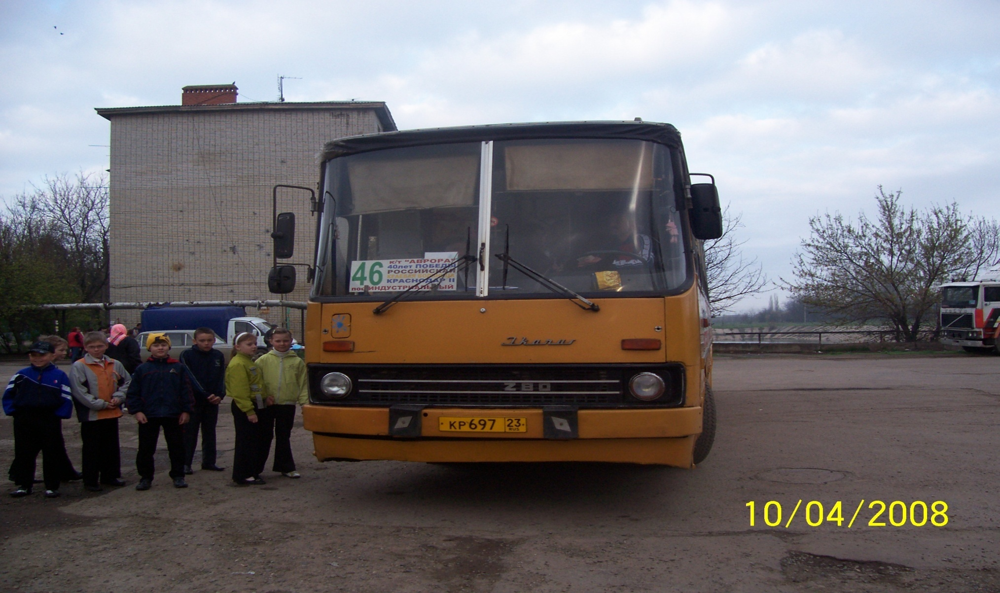 46
к/т "АВРОРА"
40лет ПОБЕДЫ
РОССИЙСКАЯ
КРАСНОДАР II
пос.ИНДУСТРИАЛЬНЫЙ
Ikarus
280
КР 697 23
RUS
10/04/2008